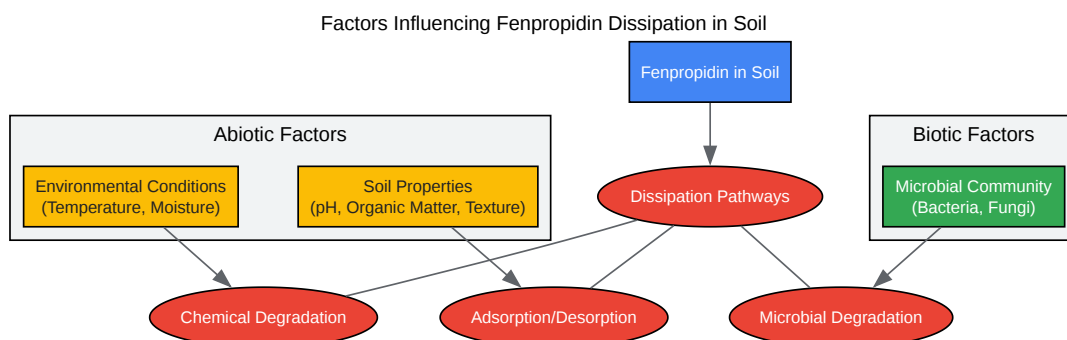 Factors Influencing Fenpropidin Dissipation in Soil
Fenpropidin in Soil
Abiotic Factors
Biotic Factors
Environmental Conditions
(Temperature, Moisture)
Soil Properties
(pH, Organic Matter, Texture)
Dissipation Pathways
Microbial Community
(Bacteria, Fungi)
Chemical Degradation
Adsorption/Desorption
Microbial Degradation